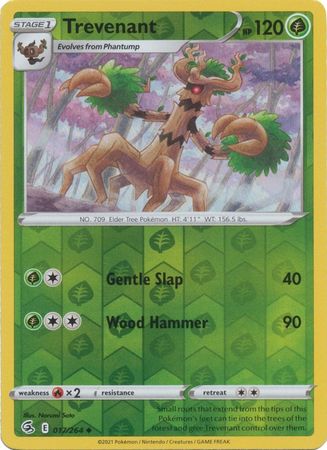 STAGE 1
Trevenant
HP 120
Evolves from Phantump
NO. 709. Elder Tree Pokémon. HT: 4'11" WT: 156.5 lbs.
Gentle Slap 40
Wood Hammer 90
weakness ×2 resistance retreat
Illus. Narumi Sato
E 017/264
Small roots that extend from the tips of this
Pokémon's feet can tie into the trees of the
forest and give Trevenant control over them.
©2021 Pokémon / Nintendo / Creatures / GAME FREAK